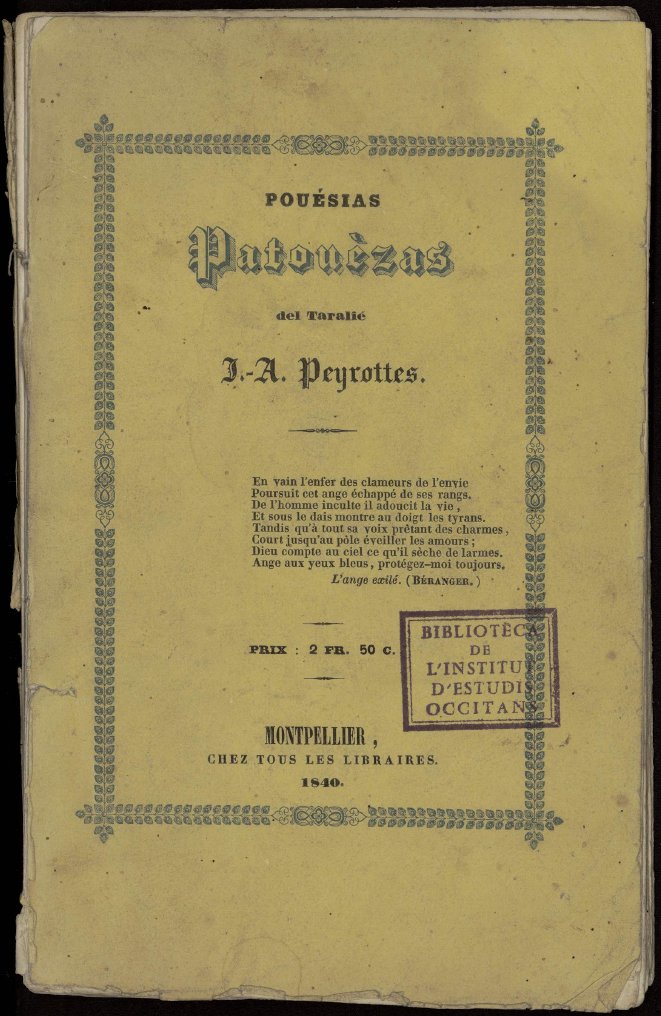 POUÉSIAS
Patouèzas
del Taralié
J.-A. Peyrottes.
En vain l'enfer des clameurs de l'envie
Poursuit cet ange échappé de ses rangs.
De l'homme inculte il adoucit la vie ,
Et sous le dais montre au doigt les tyrans.
Tandis qu'à tout sa voix prêtant des charmes ,
Court jusqu'au pôle éveiller les amours ;
Dieu compte au ciel ce qu'il sèche de larmes.
Ange aux yeux bleus , protégez-moi toujours.
L'ange exilé. (BÉRANGER.)
PRIX : 2 FR. 50 C.
BIBLIOTÈCA
DE
L'INSTITUT
D'ESTUDIS
OCCITANS
MONTPELLIER ,
CHEZ TOUS LES LIBRAIRES.
1840.